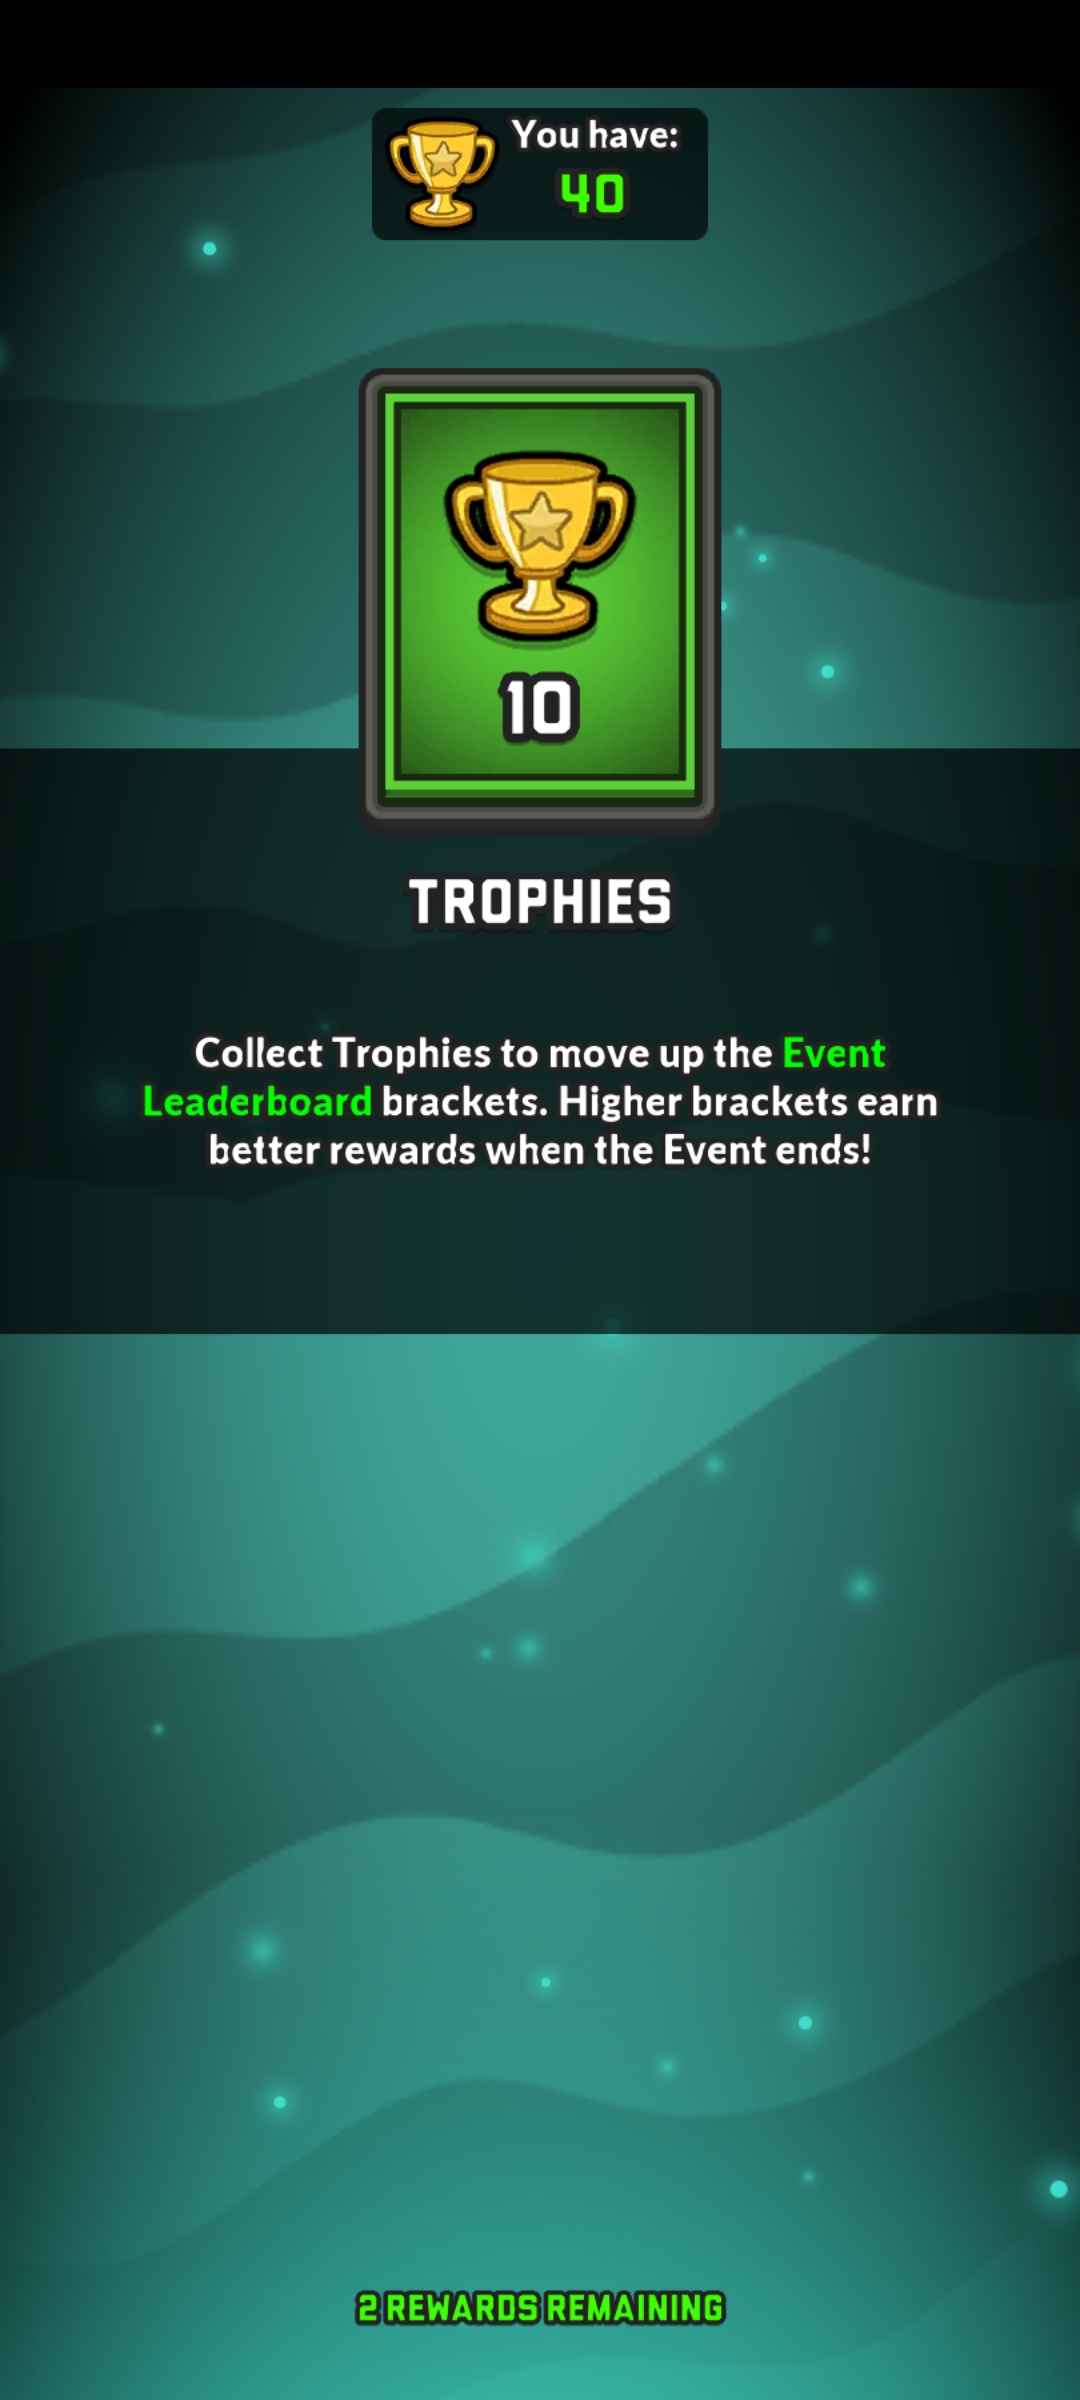 You have:
40
10
TROPHIES
Collect Trophies to move up the Event
Leaderboard brackets. Higher brackets earn
better rewards when the Event ends!
2 REWARDS REMAINING